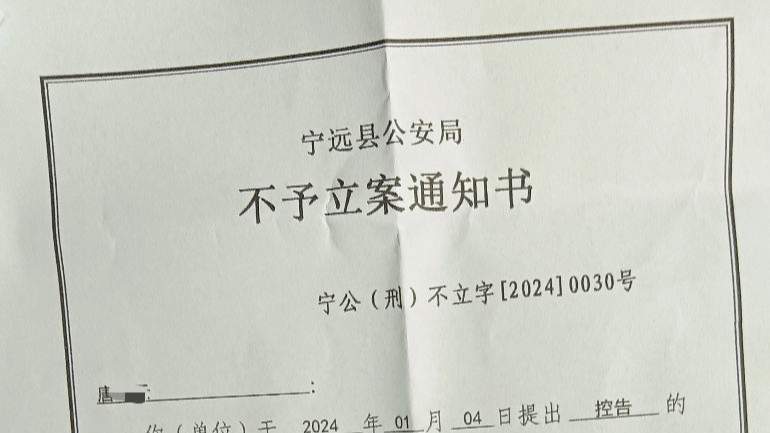 宁远县公安局
不予立案通知书
宁公（刑）不立字[2024]0030号
唐 :
你（单位）于 2024 年 01 月 04 日提出 控告 的